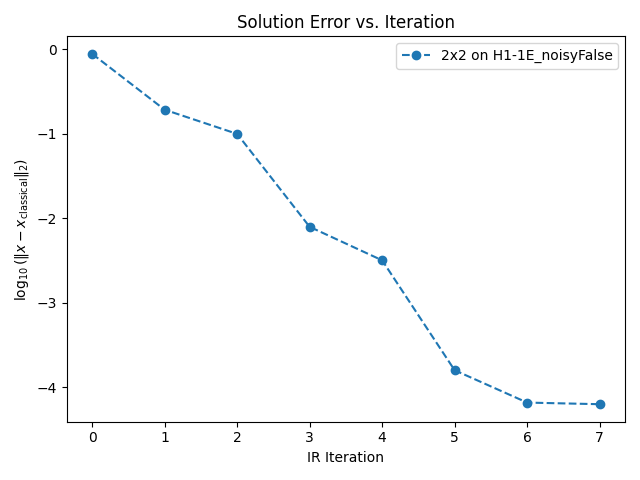 Solution Error vs. Iteration
2x2 on H1-1E_noisyFalse
log₁₀(‖x − x_classical‖₂)
0
−1
−2
−3
−4
0 1 2 3 4 5 6 7
IR Iteration